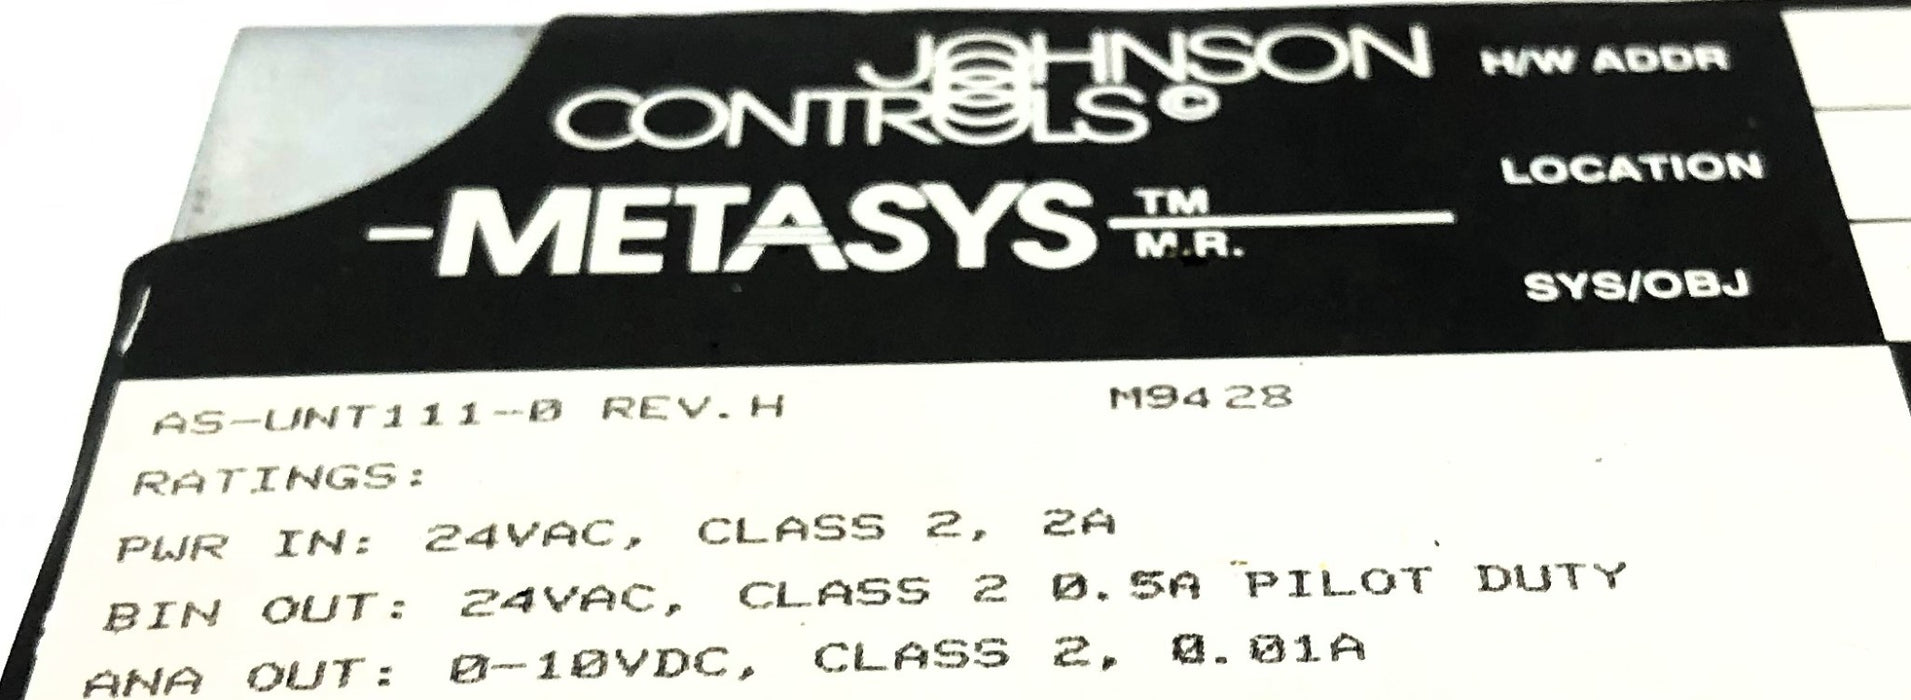 JOHNSON
CONTROLS©
-METASYS TM
M.R.
H/W ADDR
LOCATION
SYS/OBJ
AS-UNT111-0 REV.H M9428
RATINGS:
PWR IN: 24VAC, CLASS 2, 2A
BIN OUT: 24VAC, CLASS 2 0.5A PILOT DUTY
ANA OUT: 0-10VDC, CLASS 2, 0.01A